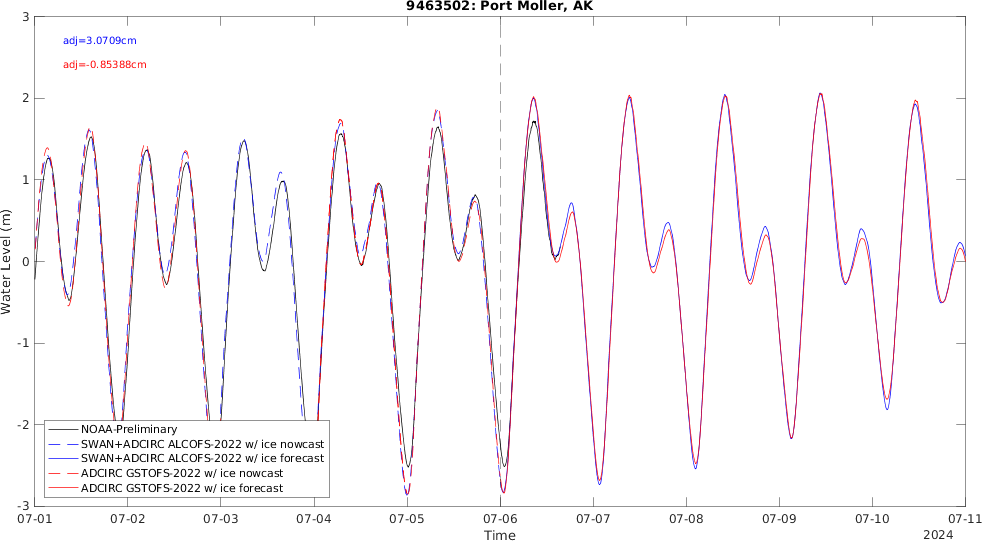 9463502: Port Moller, AK
adj=3.0709cm
adj=-0.85388cm
Water Level (m)
3
2
1
0
-1
-2
-3
NOAA-Preliminary
SWAN+ADCIRC ALCOFS-2022 w/ ice nowcast
SWAN+ADCIRC ALCOFS-2022 w/ ice forecast
ADCIRC GSTOFS-2022 w/ ice nowcast
ADCIRC GSTOFS-2022 w/ ice forecast
07-01 07-02 07-03 07-04 07-05 07-06 07-07 07-08 07-09 07-10 07-11
Time
2024